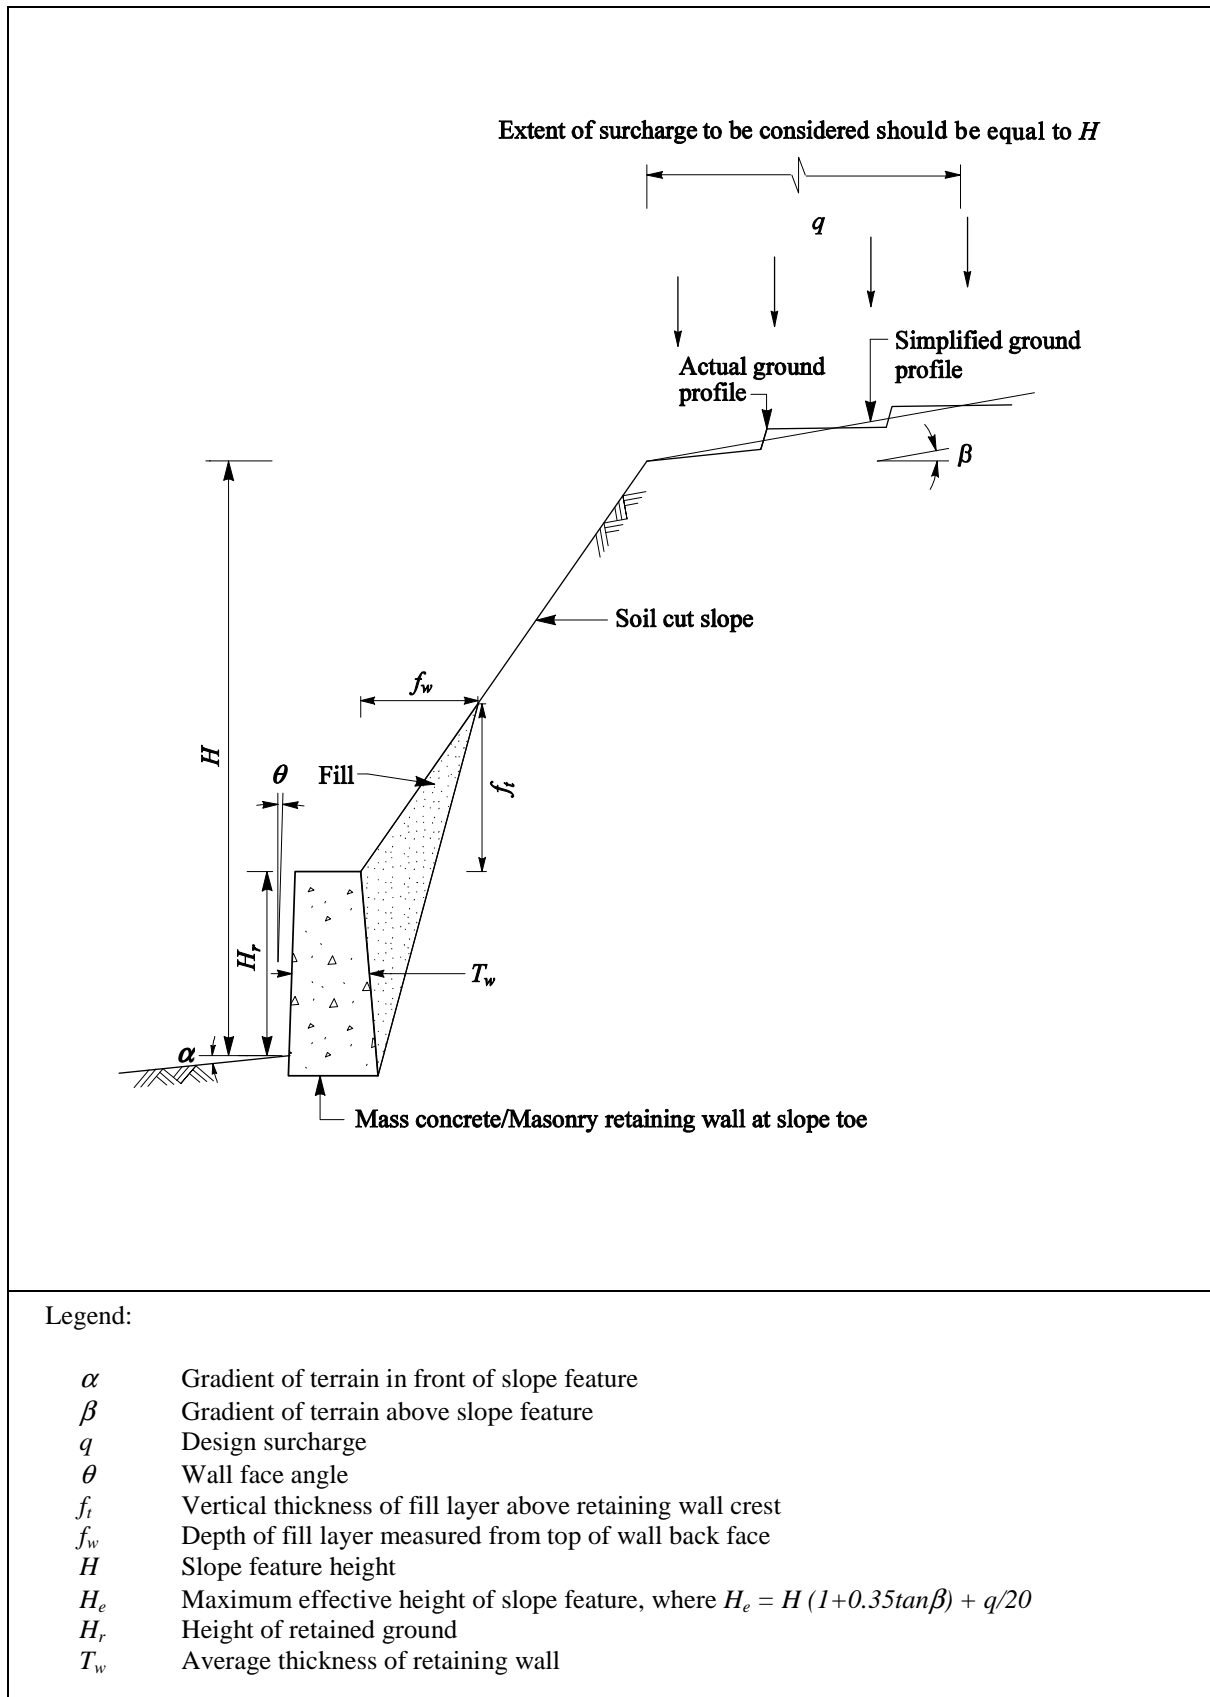 Extent of surcharge to be considered should be equal to H
q
Simplified ground
profile
Actual ground
profile
β
Soil cut slope
f_w
H
θ
Fill
f_t
H_r
T_w
α
Mass concrete/Masonry retaining wall at slope toe
Legend:
α Gradient of terrain in front of slope feature
β Gradient of terrain above slope feature
q Design surcharge
θ Wall face angle
f_t Vertical thickness of fill layer above retaining wall crest
f_w Depth of fill layer measured from top of wall back face
H Slope feature height
H_e Maximum effective height of slope feature, where H_e = H (1+0.35tanβ) + q/20
H_r Height of retained ground
T_w Average thickness of retaining wall